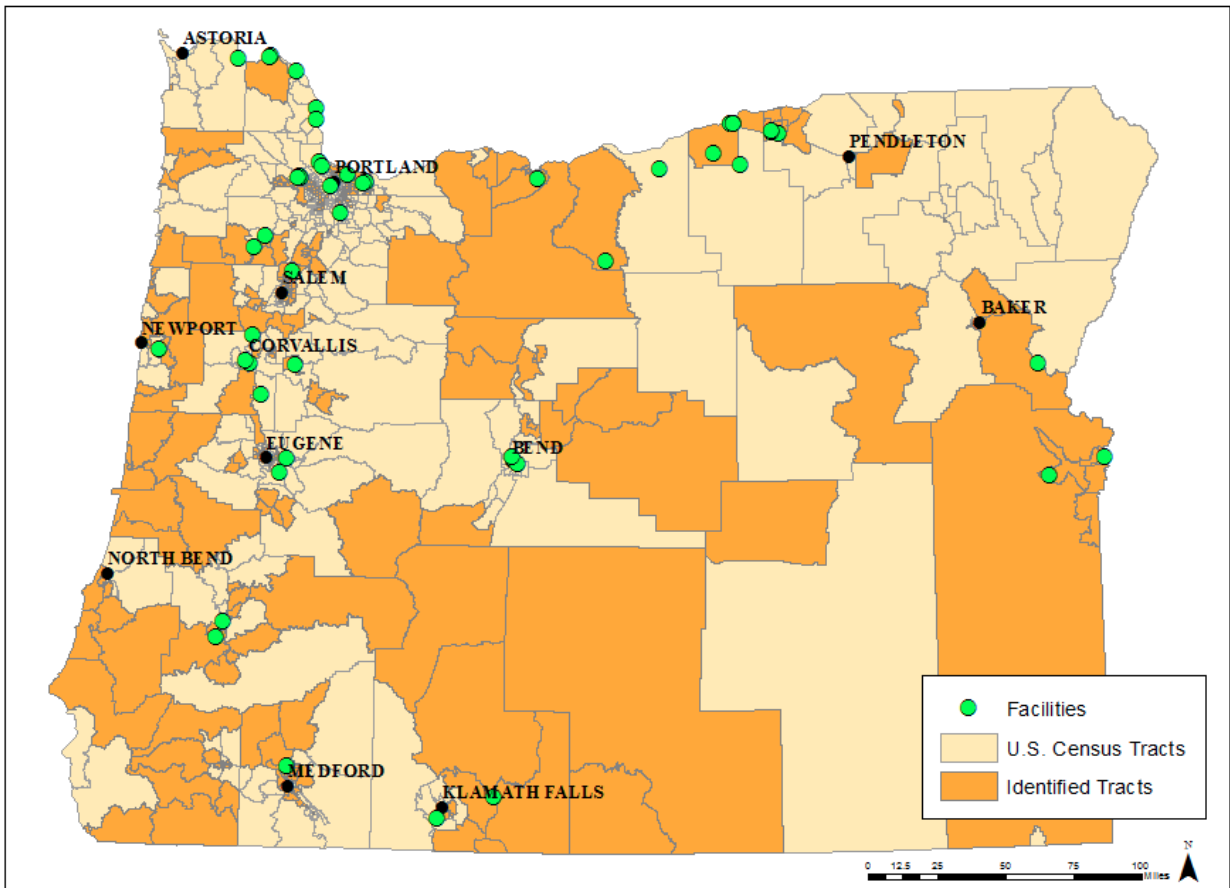 ASTORIA
PORTLAND
PENDLETON
SALEM
BAKER
NEWPORT
CORVALLIS
EUGENE
BEND
NORTH BEND
MEDFORD
KLAMATH FALLS
Facilities
U.S. Census Tracts
Identified Tracts
N
0 12.5 25 50 75 100
Miles